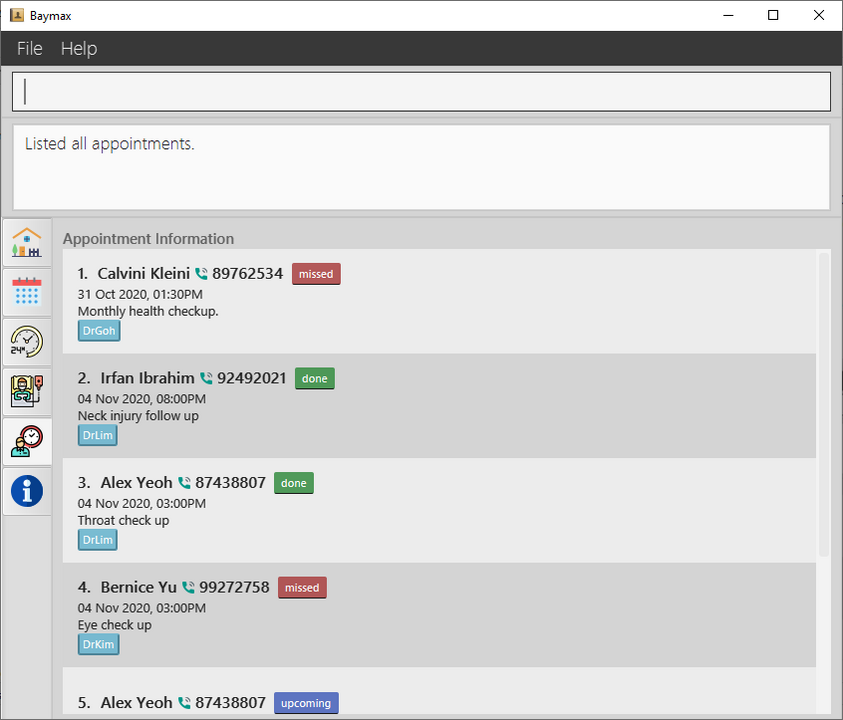 Baymax
File Help
Listed all appointments.
Appointment Information
1. Calvini Kleini 89762534 missed
31 Oct 2020, 01:30PM
Monthly health checkup.
DrGoh
2. Irfan Ibrahim 92492021 done
04 Nov 2020, 08:00PM
Neck injury follow up
DrLim
3. Alex Yeoh 87438807 done
04 Nov 2020, 03:00PM
Throat check up
DrLim
4. Bernice Yu 99272758 missed
04 Nov 2020, 03:00PM
Eye check up
DrKim
5. Alex Yeoh 87438807 upcoming
24H